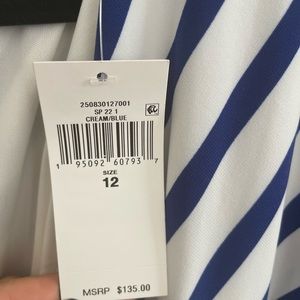 250830127001
SP 22 1
CREAM/BLUE
1 95092 60793 7
SIZE
12
MSRP $135.00